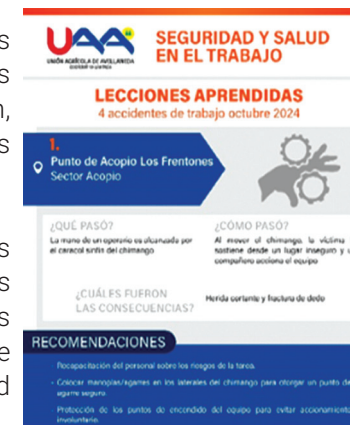 s
s
n,
s
s
s
s
e
d
UAA
UNIÓN AGRÍCOLA DE AVELLANEDA
SEGURIDAD Y SALUD
EN EL TRABAJO
LECCIONES APRENDIDAS
4 accidentes de trabajo octubre 2024
1.
Punto de Acopio Los Frentones
Sector Acopio
¿QUÉ PASÓ?
La mano de un operario es alcanzada por
el caracol sinfín del chimango
¿CÓMO PASÓ?
Al mover el chimango, la víctima
sostiene desde un lugar inseguro y u
compañero acciona el equipo
¿CUÁLES FUERON
LAS CONSECUENCIAS?
Herida cortante y fractura de dedo
RECOMENDACIONES
Recapacitación del personal sobre los riesgos de la tarea.
- Colocar manoplas/agarres en los laterales del chimango para otorgar un punto de
agarre seguro.
- Protección de los puntos de encendido del equipo para evitar accionamiento
involuntario.